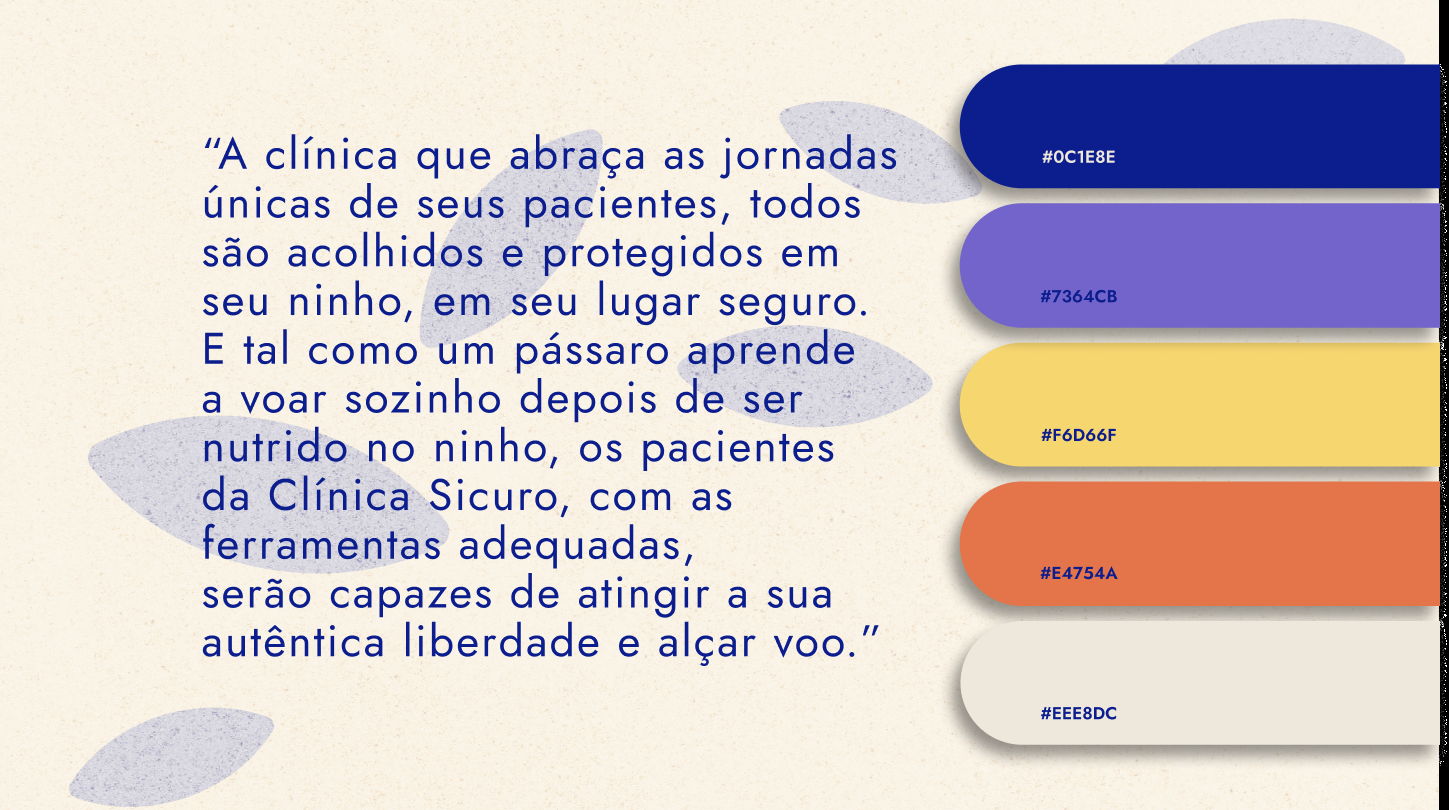 “A clínica que abraça as jornadas
únicas de seus pacientes, todos
são acolhidos e protegidos em
seu ninho, em seu lugar seguro.
E tal como um pássaro aprende
a voar sozinho depois de ser
nutrido no ninho, os pacientes
da Clínica Sicuro, com as
ferramentas adequadas,
serão capazes de atingir a sua
autêntica liberdade e alçar voo.”
#0C1E8E
#7364CB
#F6D66F
#E4754A
#EEE8DC